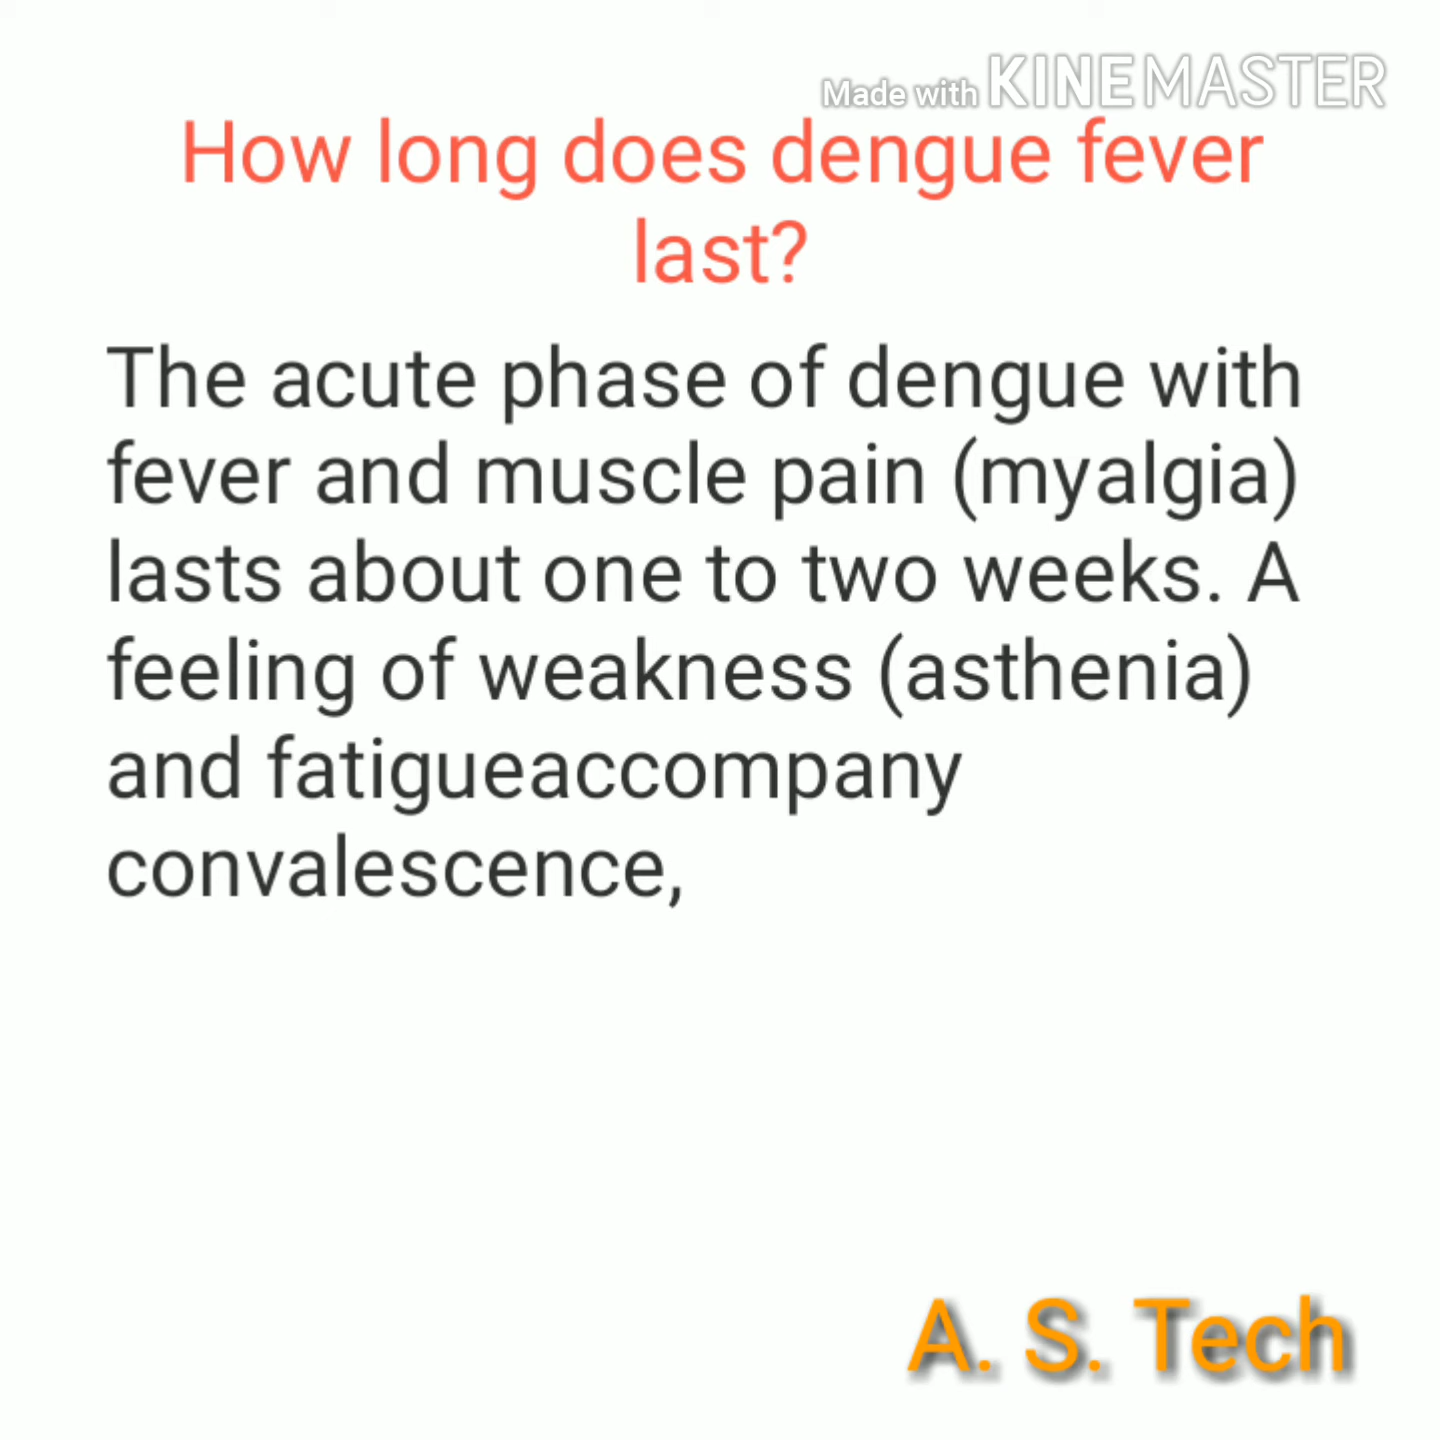 Made with KINEMASTER
How long does dengue fever
last?
The acute phase of dengue with
fever and muscle pain (myalgia)
lasts about one to two weeks. A
feeling of weakness (asthenia)
and fatigueaccompany
convalescence,
A. S. Tech